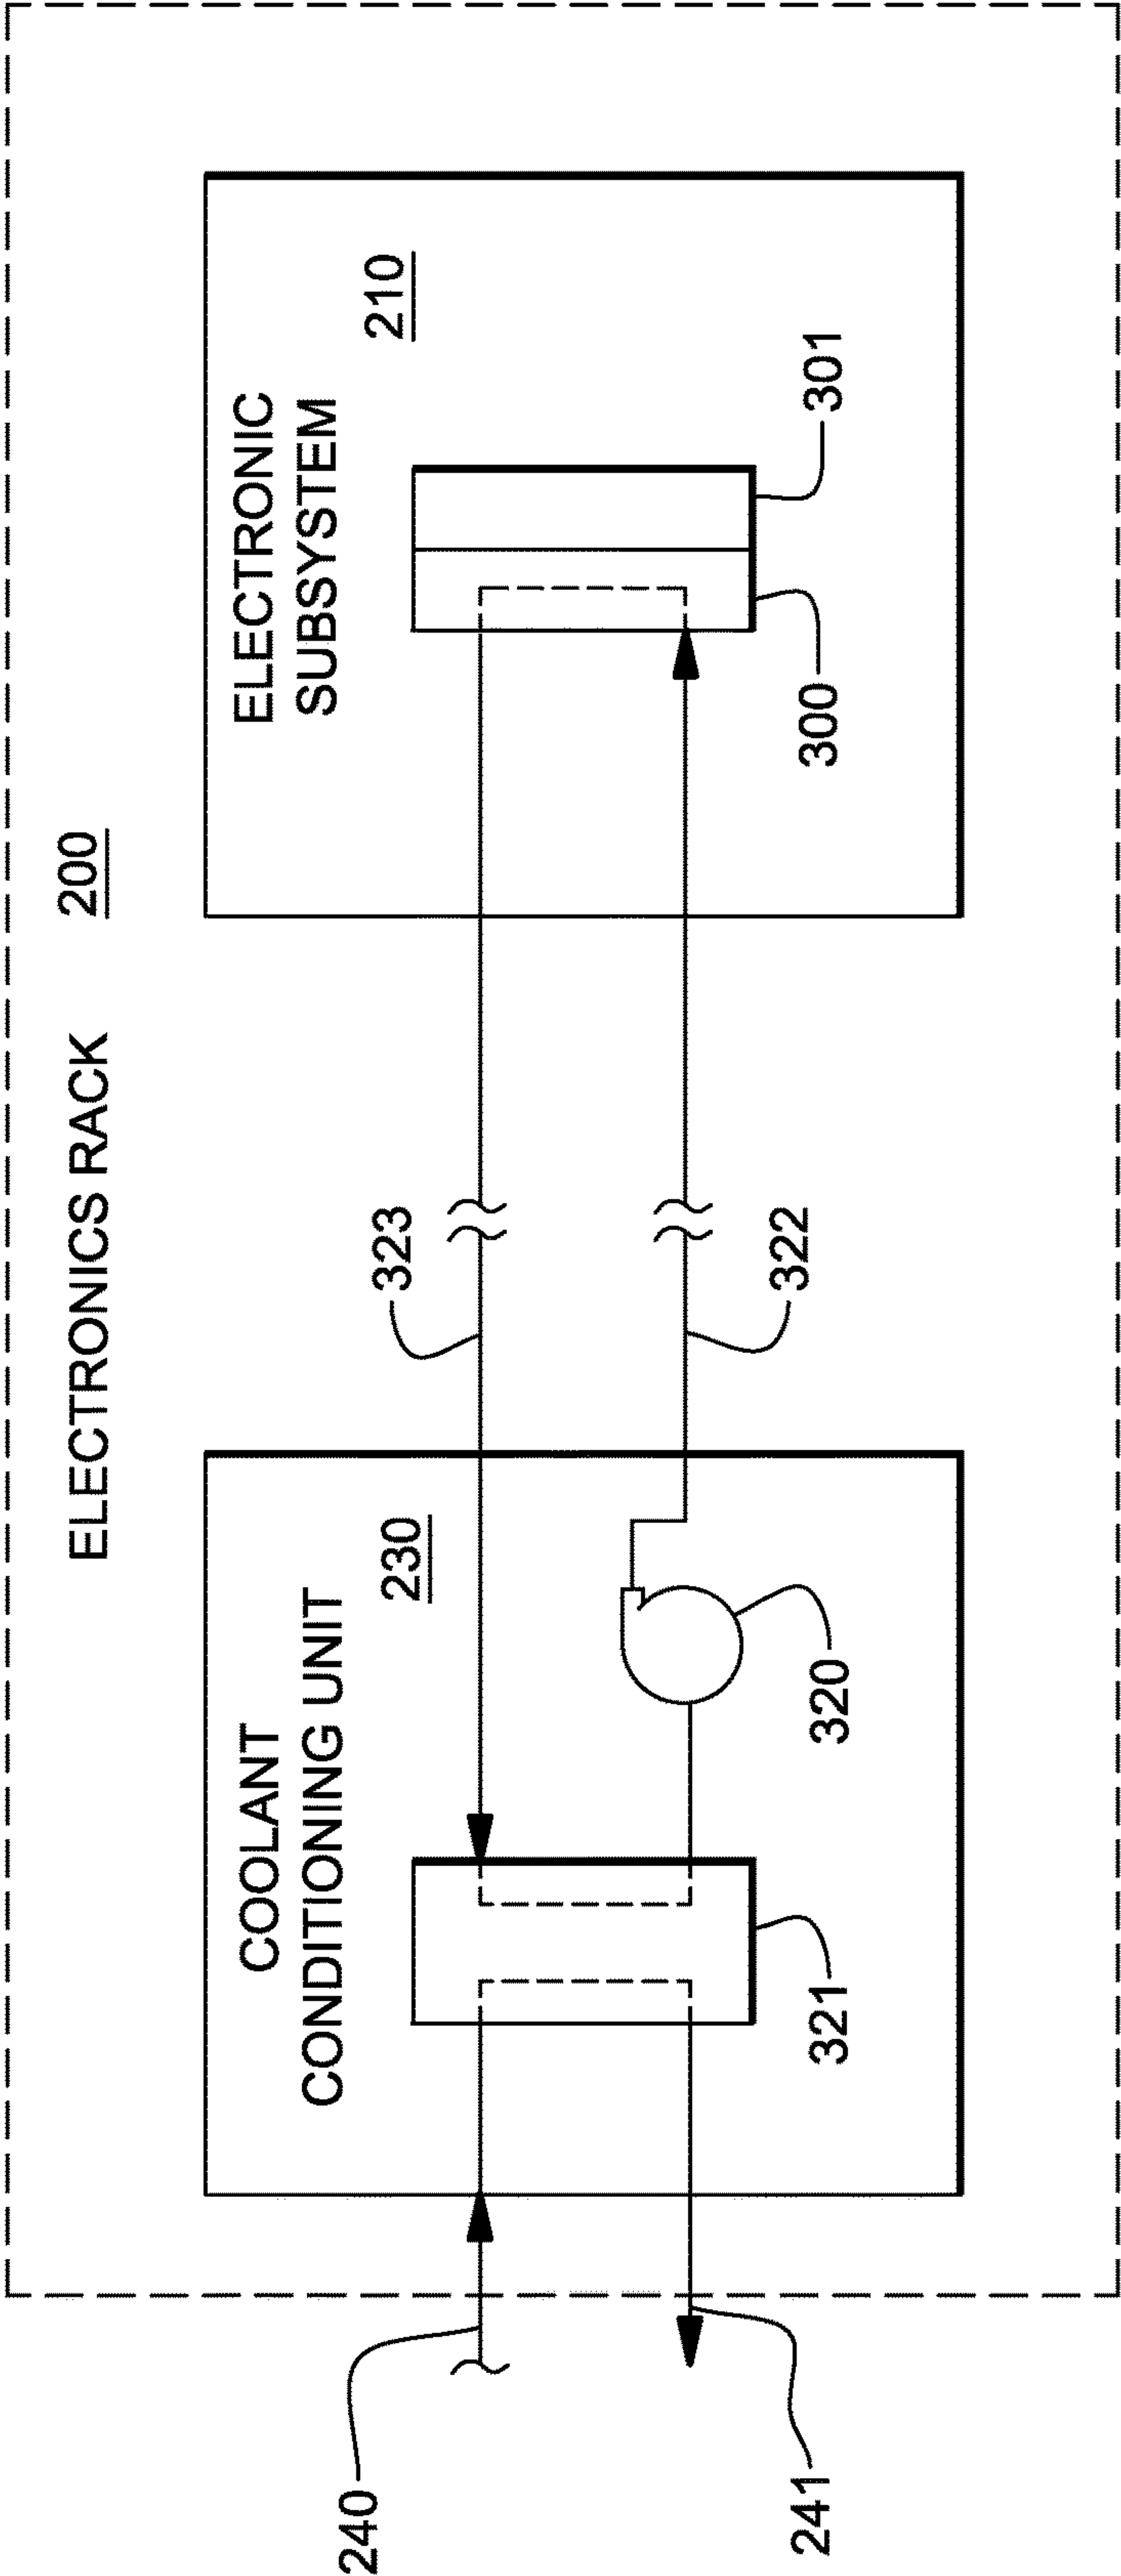 ELECTRONICS RACK 200
COOLANT
CONDITIONING UNIT
230
ELECTRONIC
SUBSYSTEM
210
240
323
241
321
320
322
300
301